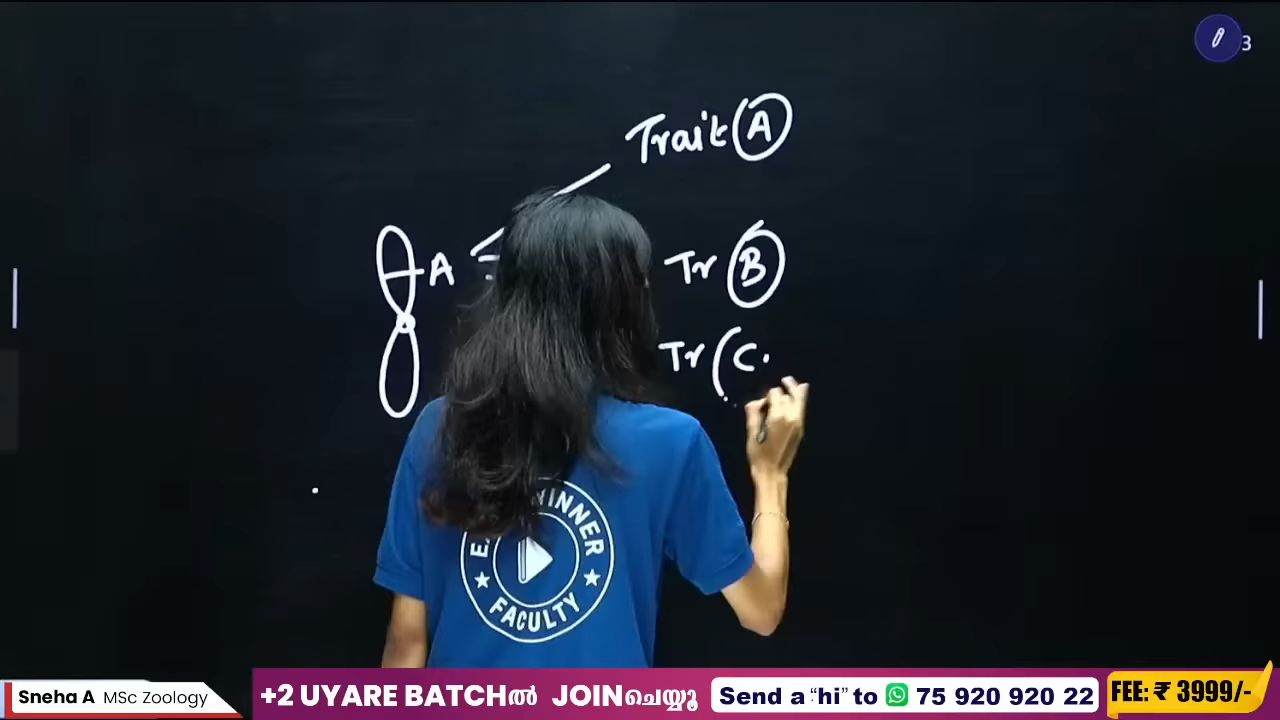 3
Trait A
A
Tr B
Tr (C.
WINNER
FACULTY
Sneha A MSc Zoology
+2 UYARE BATCHൽ JOINചെയ്യൂ
Send a “hi” to 75 920 920 22
FEE: ₹ 3999/-